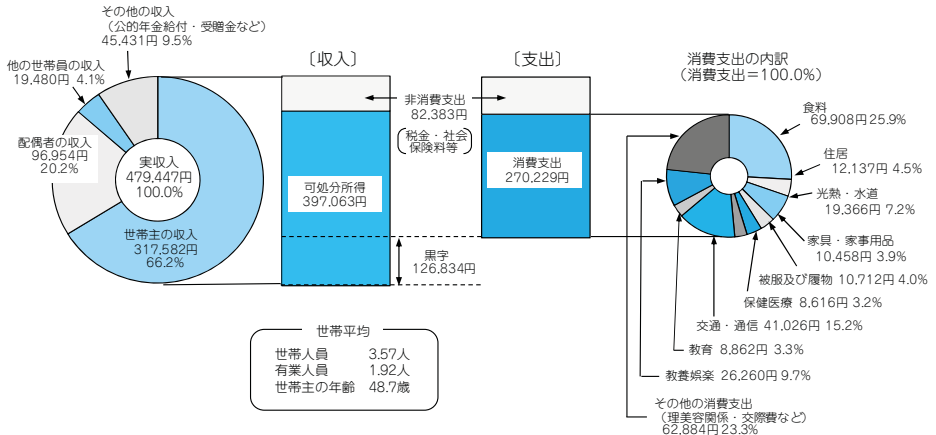 その他の収入
(公的年金給付・受贈金など)
45,431円 9.5%
他の世帯員の収入
19,480円 4.1%
配偶者の収入
96,954円
20.2%
実収入
479,447円
100.0%
世帯主の収入
317,582円
66.2%
〔収入〕
可処分所得
397,063円
非消費支出
82,383円
(税金・社会
保険料等)
黒字
126,834円
〔支出〕
消費支出
270,229円
消費支出の内訳
(消費支出=100.0%)
食料
69,908円 25.9%
住居
12,137円 4.5%
光熱・水道
19,366円 7.2%
家具・家事用品
10,458円 3.9%
被服及び履物 10,712円 4.0%
保健医療 8,616円 3.2%
交通・通信 41,026円 15.2%
教育 8,862円 3.3%
教養娯楽 26,260円 9.7%
その他の消費支出
(理美容関係・交際費など)
62,884円 23.3%
世帯平均
世帯人員 3.57人
有業人員 1.92人
世帯主の年齢 48.7歳